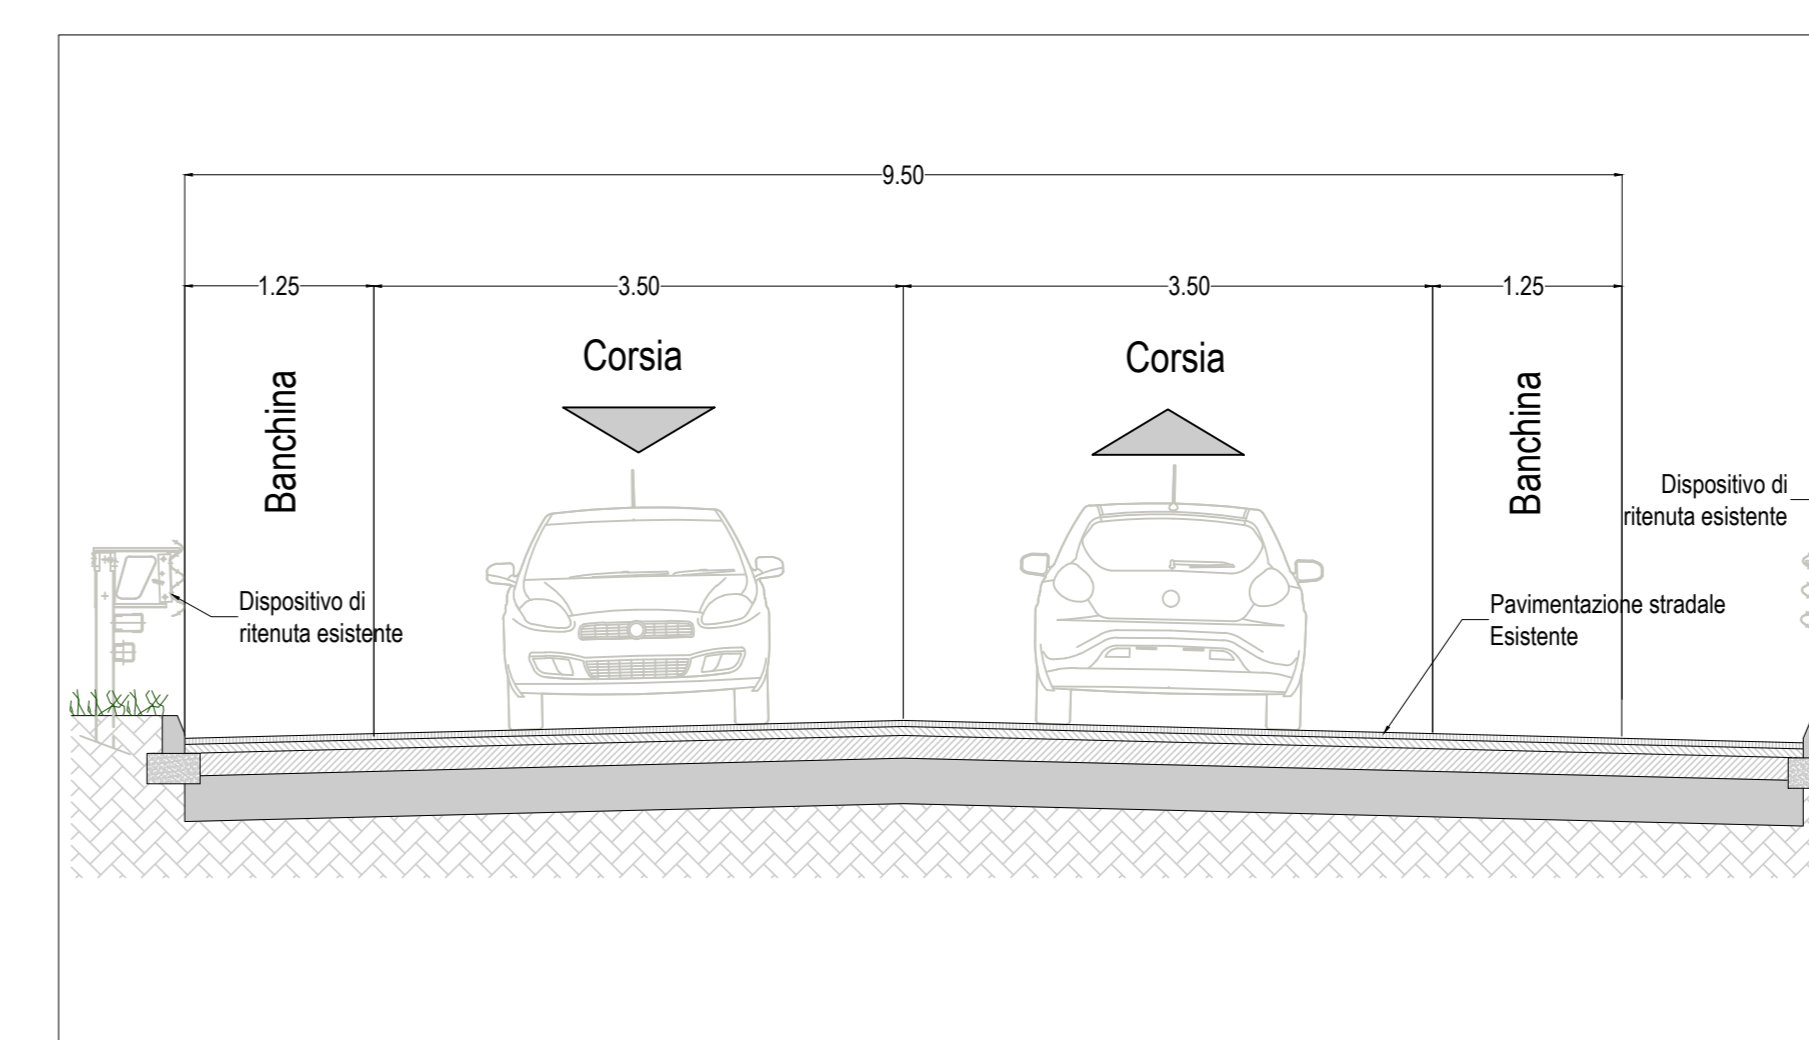 9.50
1.25
3.50
3.50
1.25
Corsia
Corsia
Banchina
Banchina
Dispositivo di
ritenuta esistente
Dispositivo di
ritenuta esistente
Pavimentazione stradale
Esistente